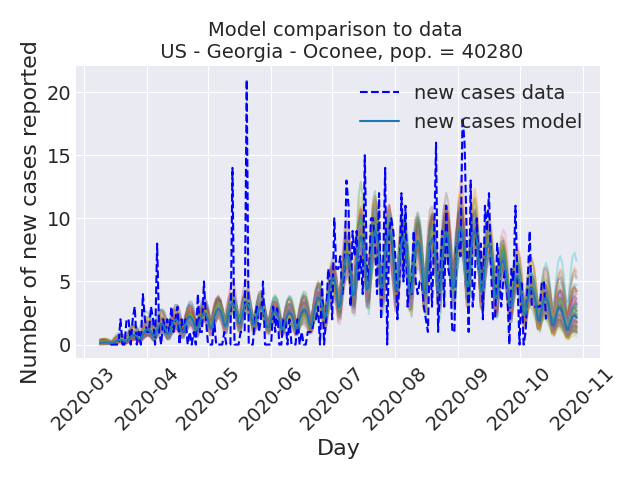 Model comparison to data
US - Georgia - Oconee, pop. = 40280
Number of new cases reported
20
15
10
5
0
new cases data
new cases model
2020-03
2020-04
2020-05
2020-06
2020-07
2020-08
2020-09
2020-10
2020-11
Day